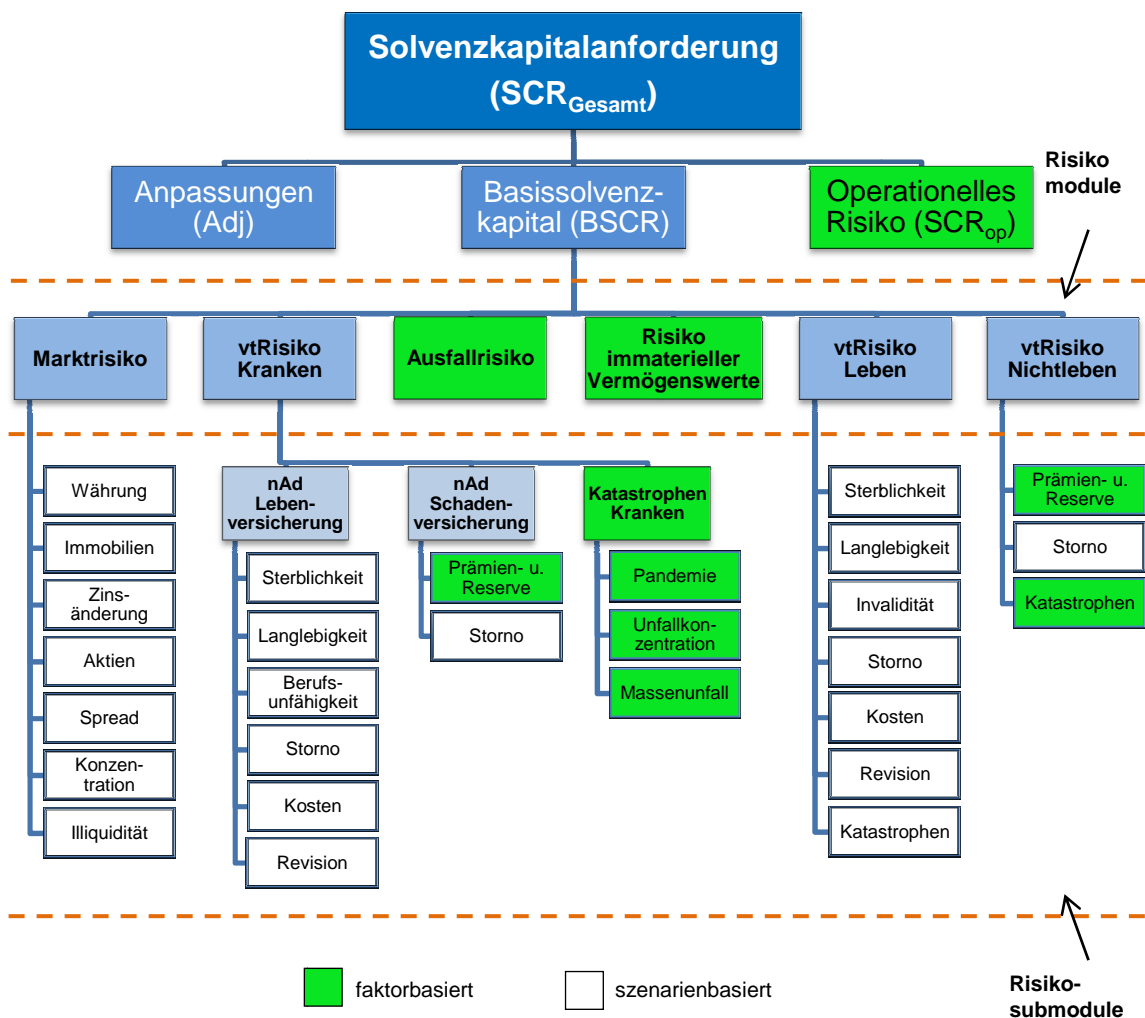 Solvenzkapitalanforderung
(SCRGesamt)
Anpassungen
(Adj)
Basissolvenz-
kapital (BSCR)
Operationelles
Risiko (SCRop)
Risiko
module
Marktrisiko
vtRisiko
Kranken
Ausfallrisiko
Risiko
immaterieller
Vermögenswerte
vtRisiko
Leben
vtRisiko
Nichtleben
Währung
Immobilien
Zins-
änderung
Aktien
Spread
Konzen-
tration
Illiquidität
nAd
Leben-
versicherung
Sterblichkeit
Langlebigkeit
Berufs-
unfähigkeit
Storno
Kosten
Revision
nAd
Schaden-
versicherung
Prämien- u.
Reserve
Storno
Katastrophen
Kranken
Pandemie
Unfallkon-
zentration
Massenunfall
Sterblichkeit
Langlebigkeit
Invalidität
Storno
Kosten
Revision
Katastrophen
Prämien- u.
Reserve
Storno
Katastrophen
faktorbasiert
szenarienbasiert
Risiko-
submodule